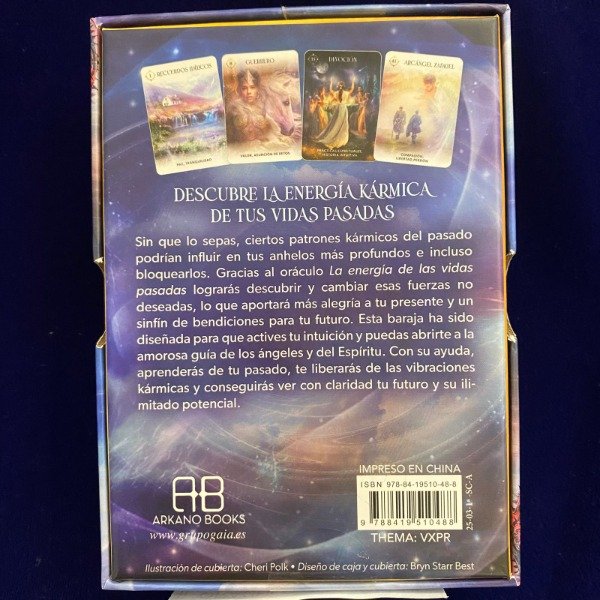 I RECUERDOS IDÍLICOS
GUERRERO
DEVOCIÓN
ARCÁNGEL ZADKIEL
DESCUBRE LA ENERGÍA KÁRMICA
DE TUS VIDAS PASADAS
Sin que lo sepas, ciertos patrones kármicos del pasado
podrían influir en tus anhelos más profundos e incluso
bloquearlos. Gracias al oráculo La energía de las vidas
pasadas lograrás descubrir y cambiar esas fuerzas no
deseadas, lo que aportará más alegría a tu presente y un
sinfín de bendiciones para tu futuro. Esta baraja ha sido
diseñada para que actives tu intuición y puedas abrirte a la
amorosa guía de los ángeles y del Espíritu. Con su ayuda,
aprenderás de tu pasado, te liberarás de las vibraciones
kármicas y conseguirás ver con claridad tu futuro y su ili-
mitado potencial.
AB
ARKANO BOOKS
www.grupogaia.es
IMPRESO EN CHINA
ISBN 978-84-19510-48-8
9 788419 510488
25-03-1ª SC-A
THEMA: VXPR
Ilustración de cubierta: Cheri Polk • Diseño de caja y cubierta: Bryn Starr Best